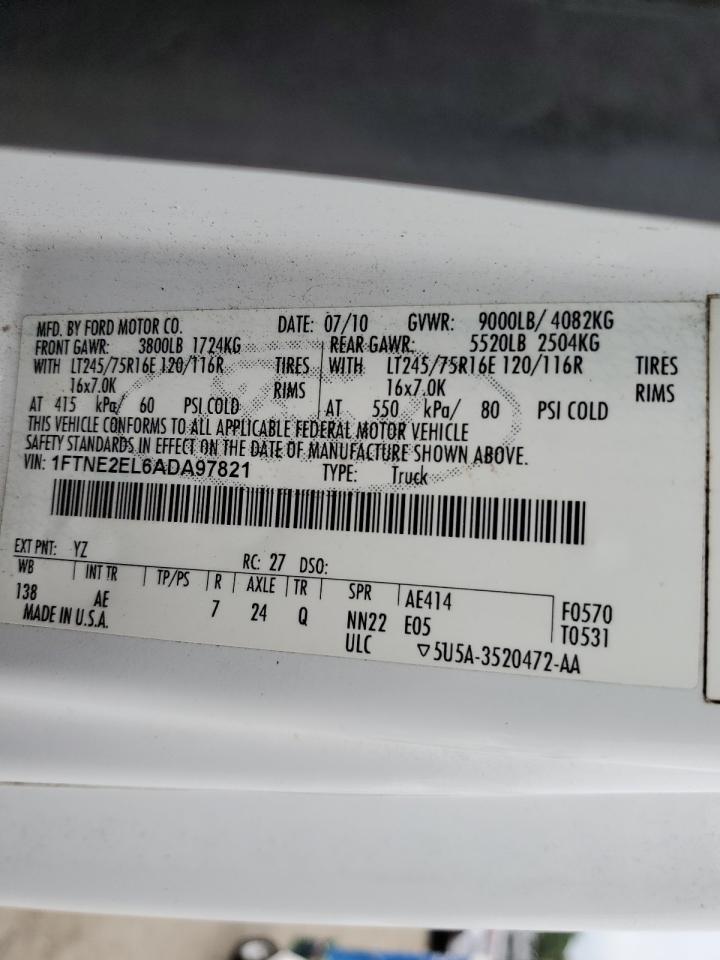 MFD. BY FORD MOTOR CO. DATE: 07/10 GVWR: 9000LB/ 4082KG
FRONT GAWR: 3800LB 1724KG REAR GAWR: 5520LB 2504KG
WITH LT245/75R16E 120/116R TIRES WITH LT245/75R16E 120/116R TIRES
16x7.0K RIMS 16x7.0K RIMS
AT 415 kPa/ 60 PSI COLD AT 550 kPa/ 80 PSI COLD
THIS VEHICLE CONFORMS TO ALL APPLICABLE FEDERAL MOTOR VEHICLE
SAFETY STANDARDS IN EFFECT ON THE DATE OF MANUFACTURE SHOWN ABOVE.
VIN: 1FTNE2EL6ADA97821 TYPE: Truck
EXT PNT: YZ RC: 27 DSO:
WB INT TR TP/PS R AXLE TR SPR AE414
138 AE 7 24 Q NN22 E05 F0570
MADE IN U.S.A. ULC ▽5U5A-3520472-AA T0531